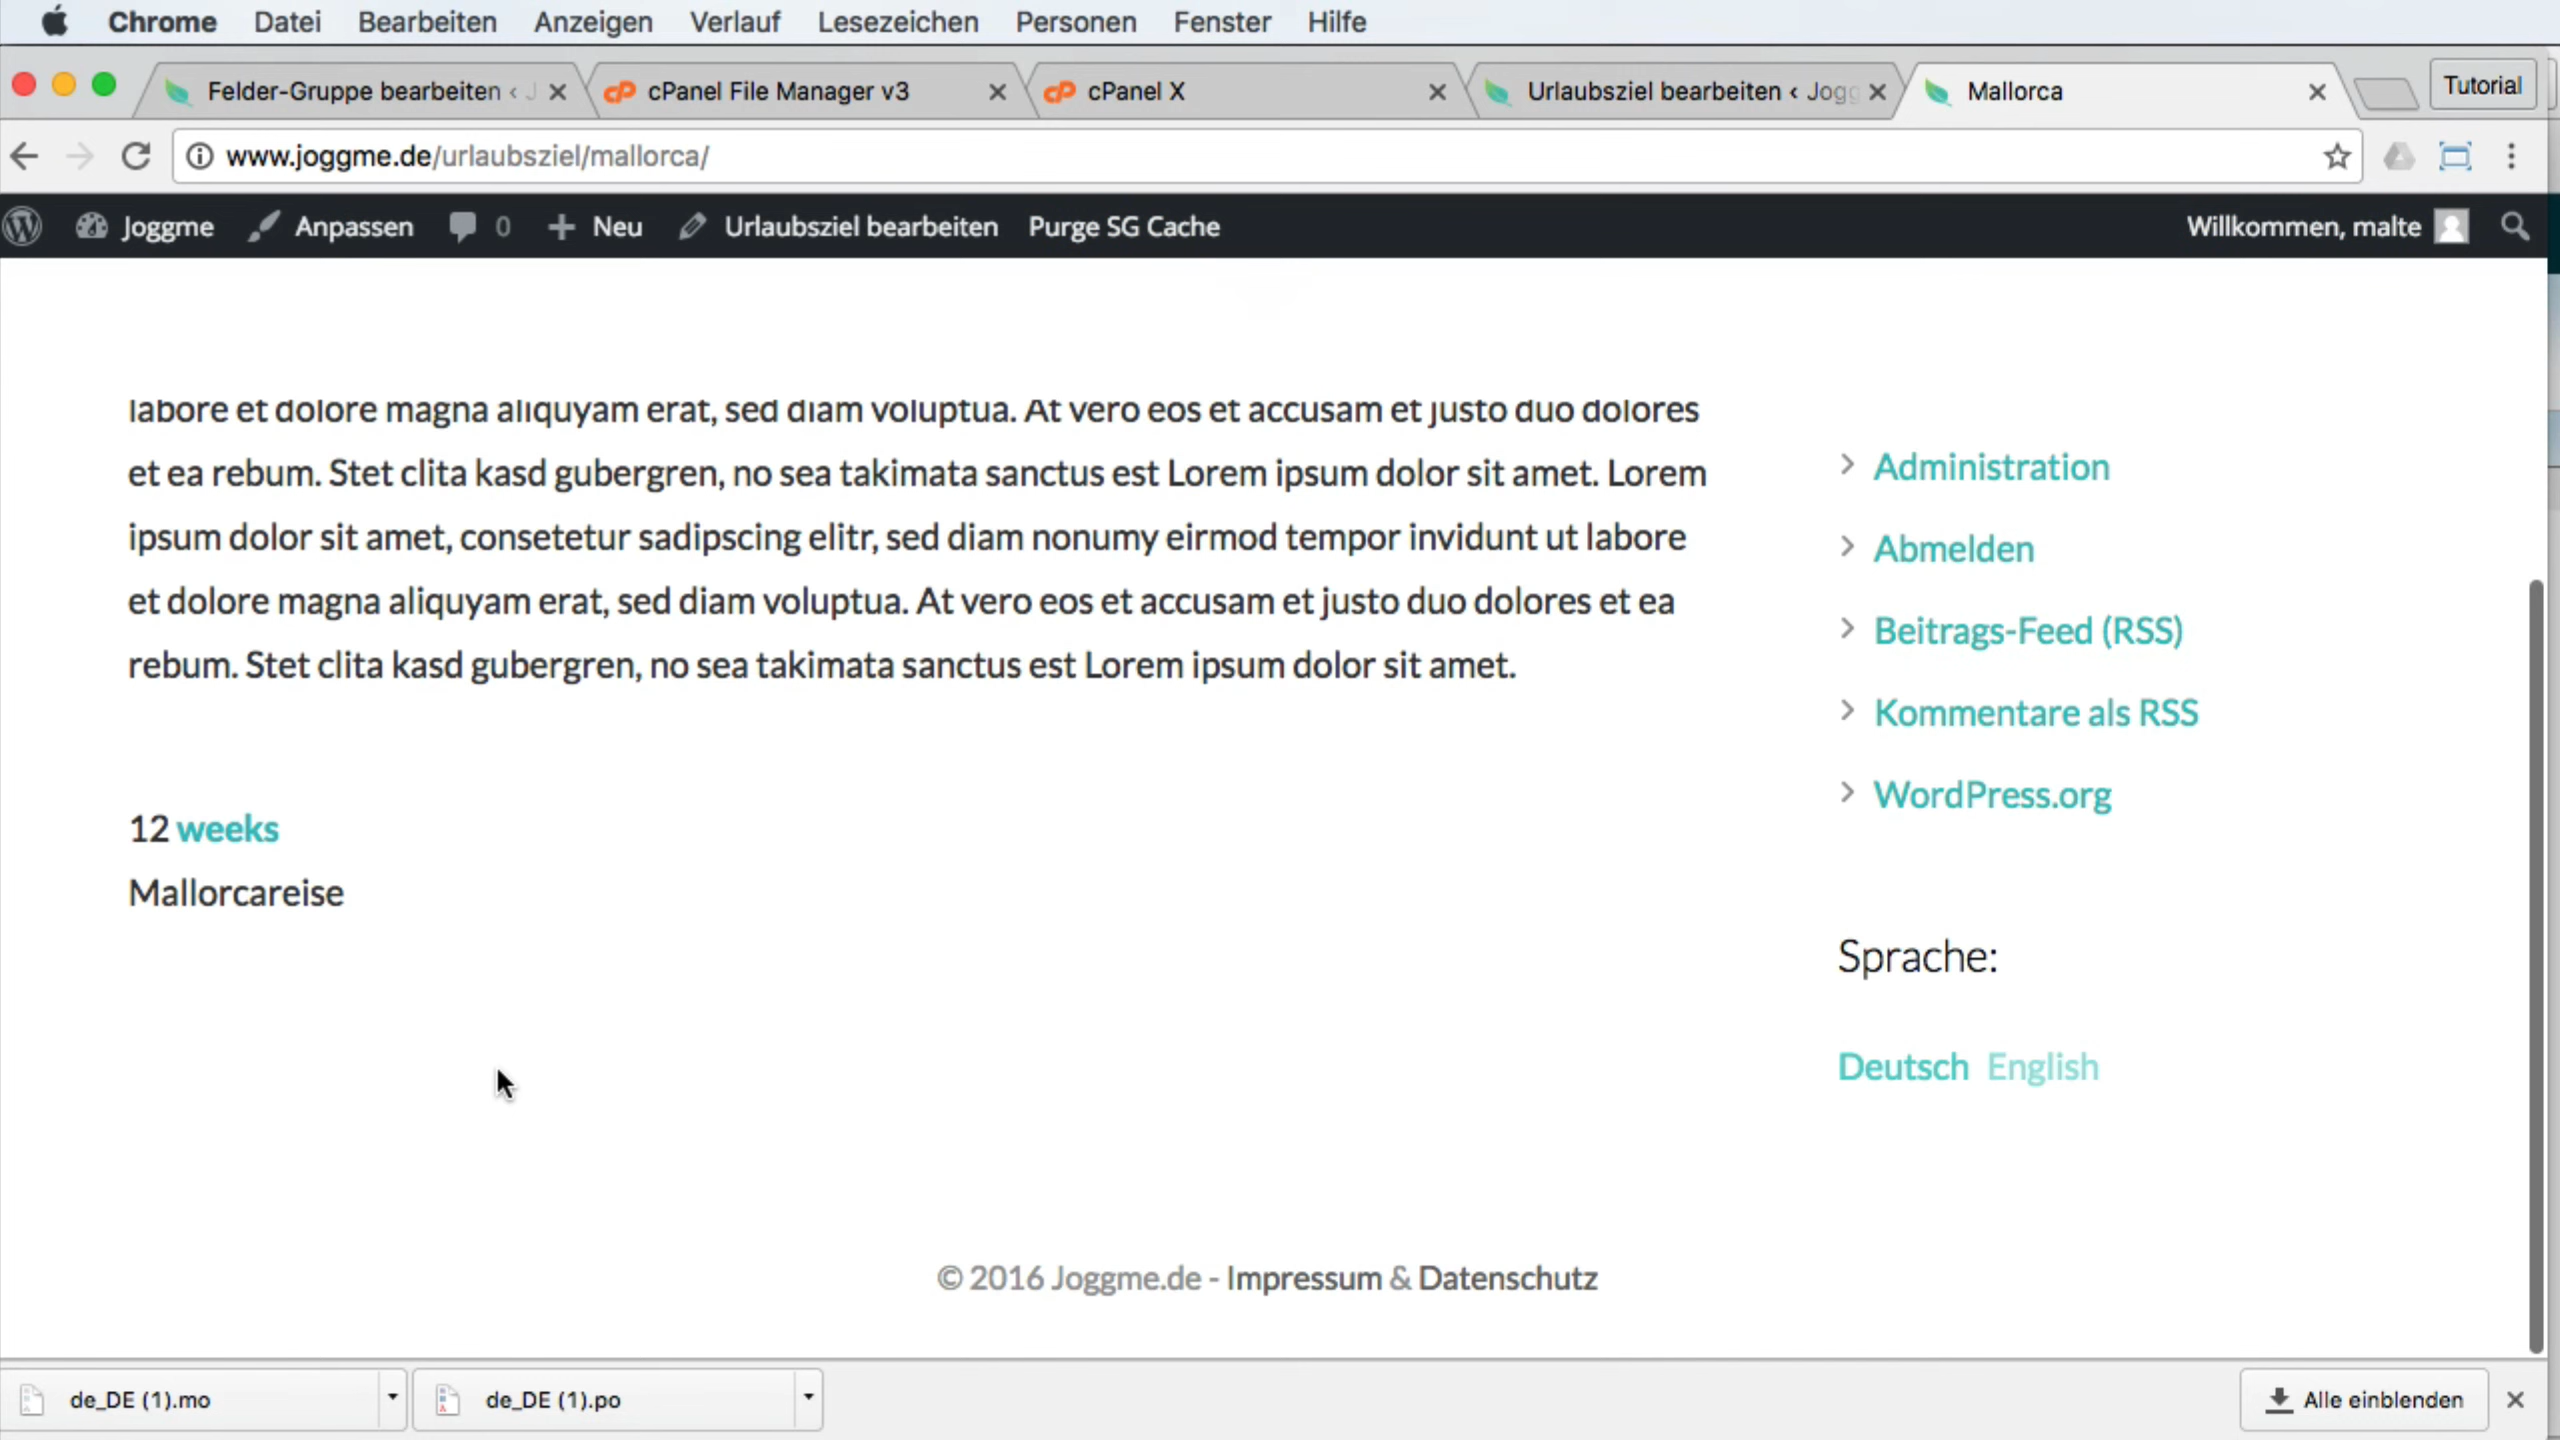 Chrome Datei Bearbeiten Anzeigen Verlauf Lesezeichen Personen Fenster Hilfe
Felder-Gruppe bearbeiten ‹ J cPanel File Manager v3 cPanel X Urlaubsziel bearbeiten ‹ Jogg Mallorca Tutorial
www.joggme.de/urlaubsziel/mallorca/
Joggme Anpassen 0 Neu Urlaubsziel bearbeiten Purge SG Cache Willkommen, malte
labore et dolore magna aliquyam erat, sed diam voluptua. At vero eos et accusam et justo duo dolores
et ea rebum. Stet clita kasd gubergren, no sea takimata sanctus est Lorem ipsum dolor sit amet. Lorem
ipsum dolor sit amet, consetetur sadipscing elitr, sed diam nonumy eirmod tempor invidunt ut labore
et dolore magna aliquyam erat, sed diam voluptua. At vero eos et accusam et justo duo dolores et ea
rebum. Stet clita kasd gubergren, no sea takimata sanctus est Lorem ipsum dolor sit amet.
12 weeks
Mallorcareise
Administration
Abmelden
Beitrags-Feed (RSS)
Kommentare als RSS
WordPress.org
Sprache:
Deutsch English
© 2016 Joggme.de - Impressum & Datenschutz
de_DE (1).mo de_DE (1).po Alle einblenden